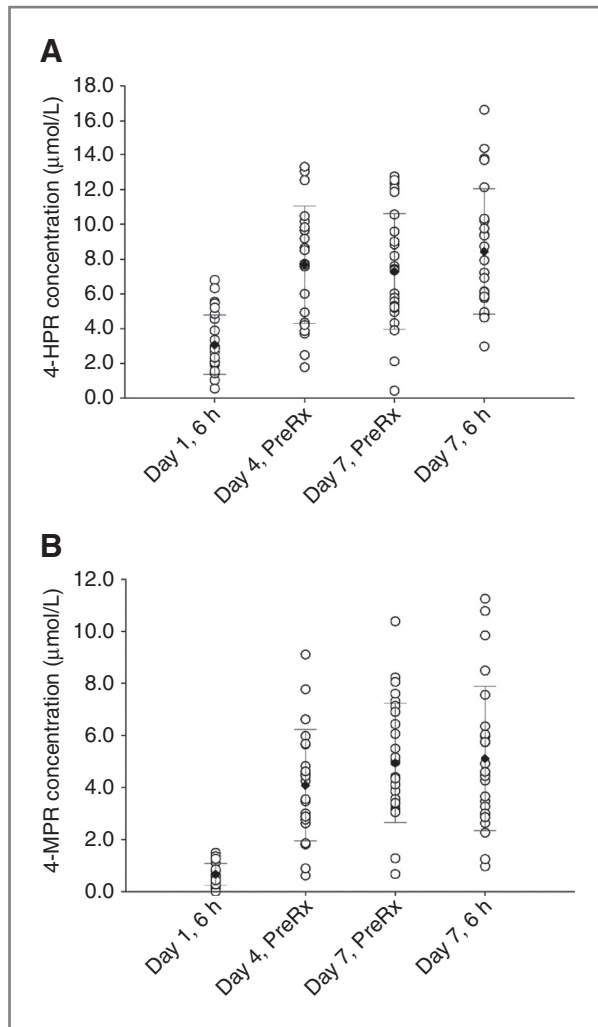 A
4-HPR concentration (μmol/L)
18.0
16.0
14.0
12.0
10.0
8.0
6.0
4.0
2.0
0.0
Day 1, 6 h
Day 4, PreRx
Day 7, PreRx
Day 7, 6 h
B
4-MPR concentration (μmol/L)
12.0
10.0
8.0
6.0
4.0
2.0
0.0
Day 1, 6 h
Day 4, PreRx
Day 7, PreRx
Day 7, 6 h